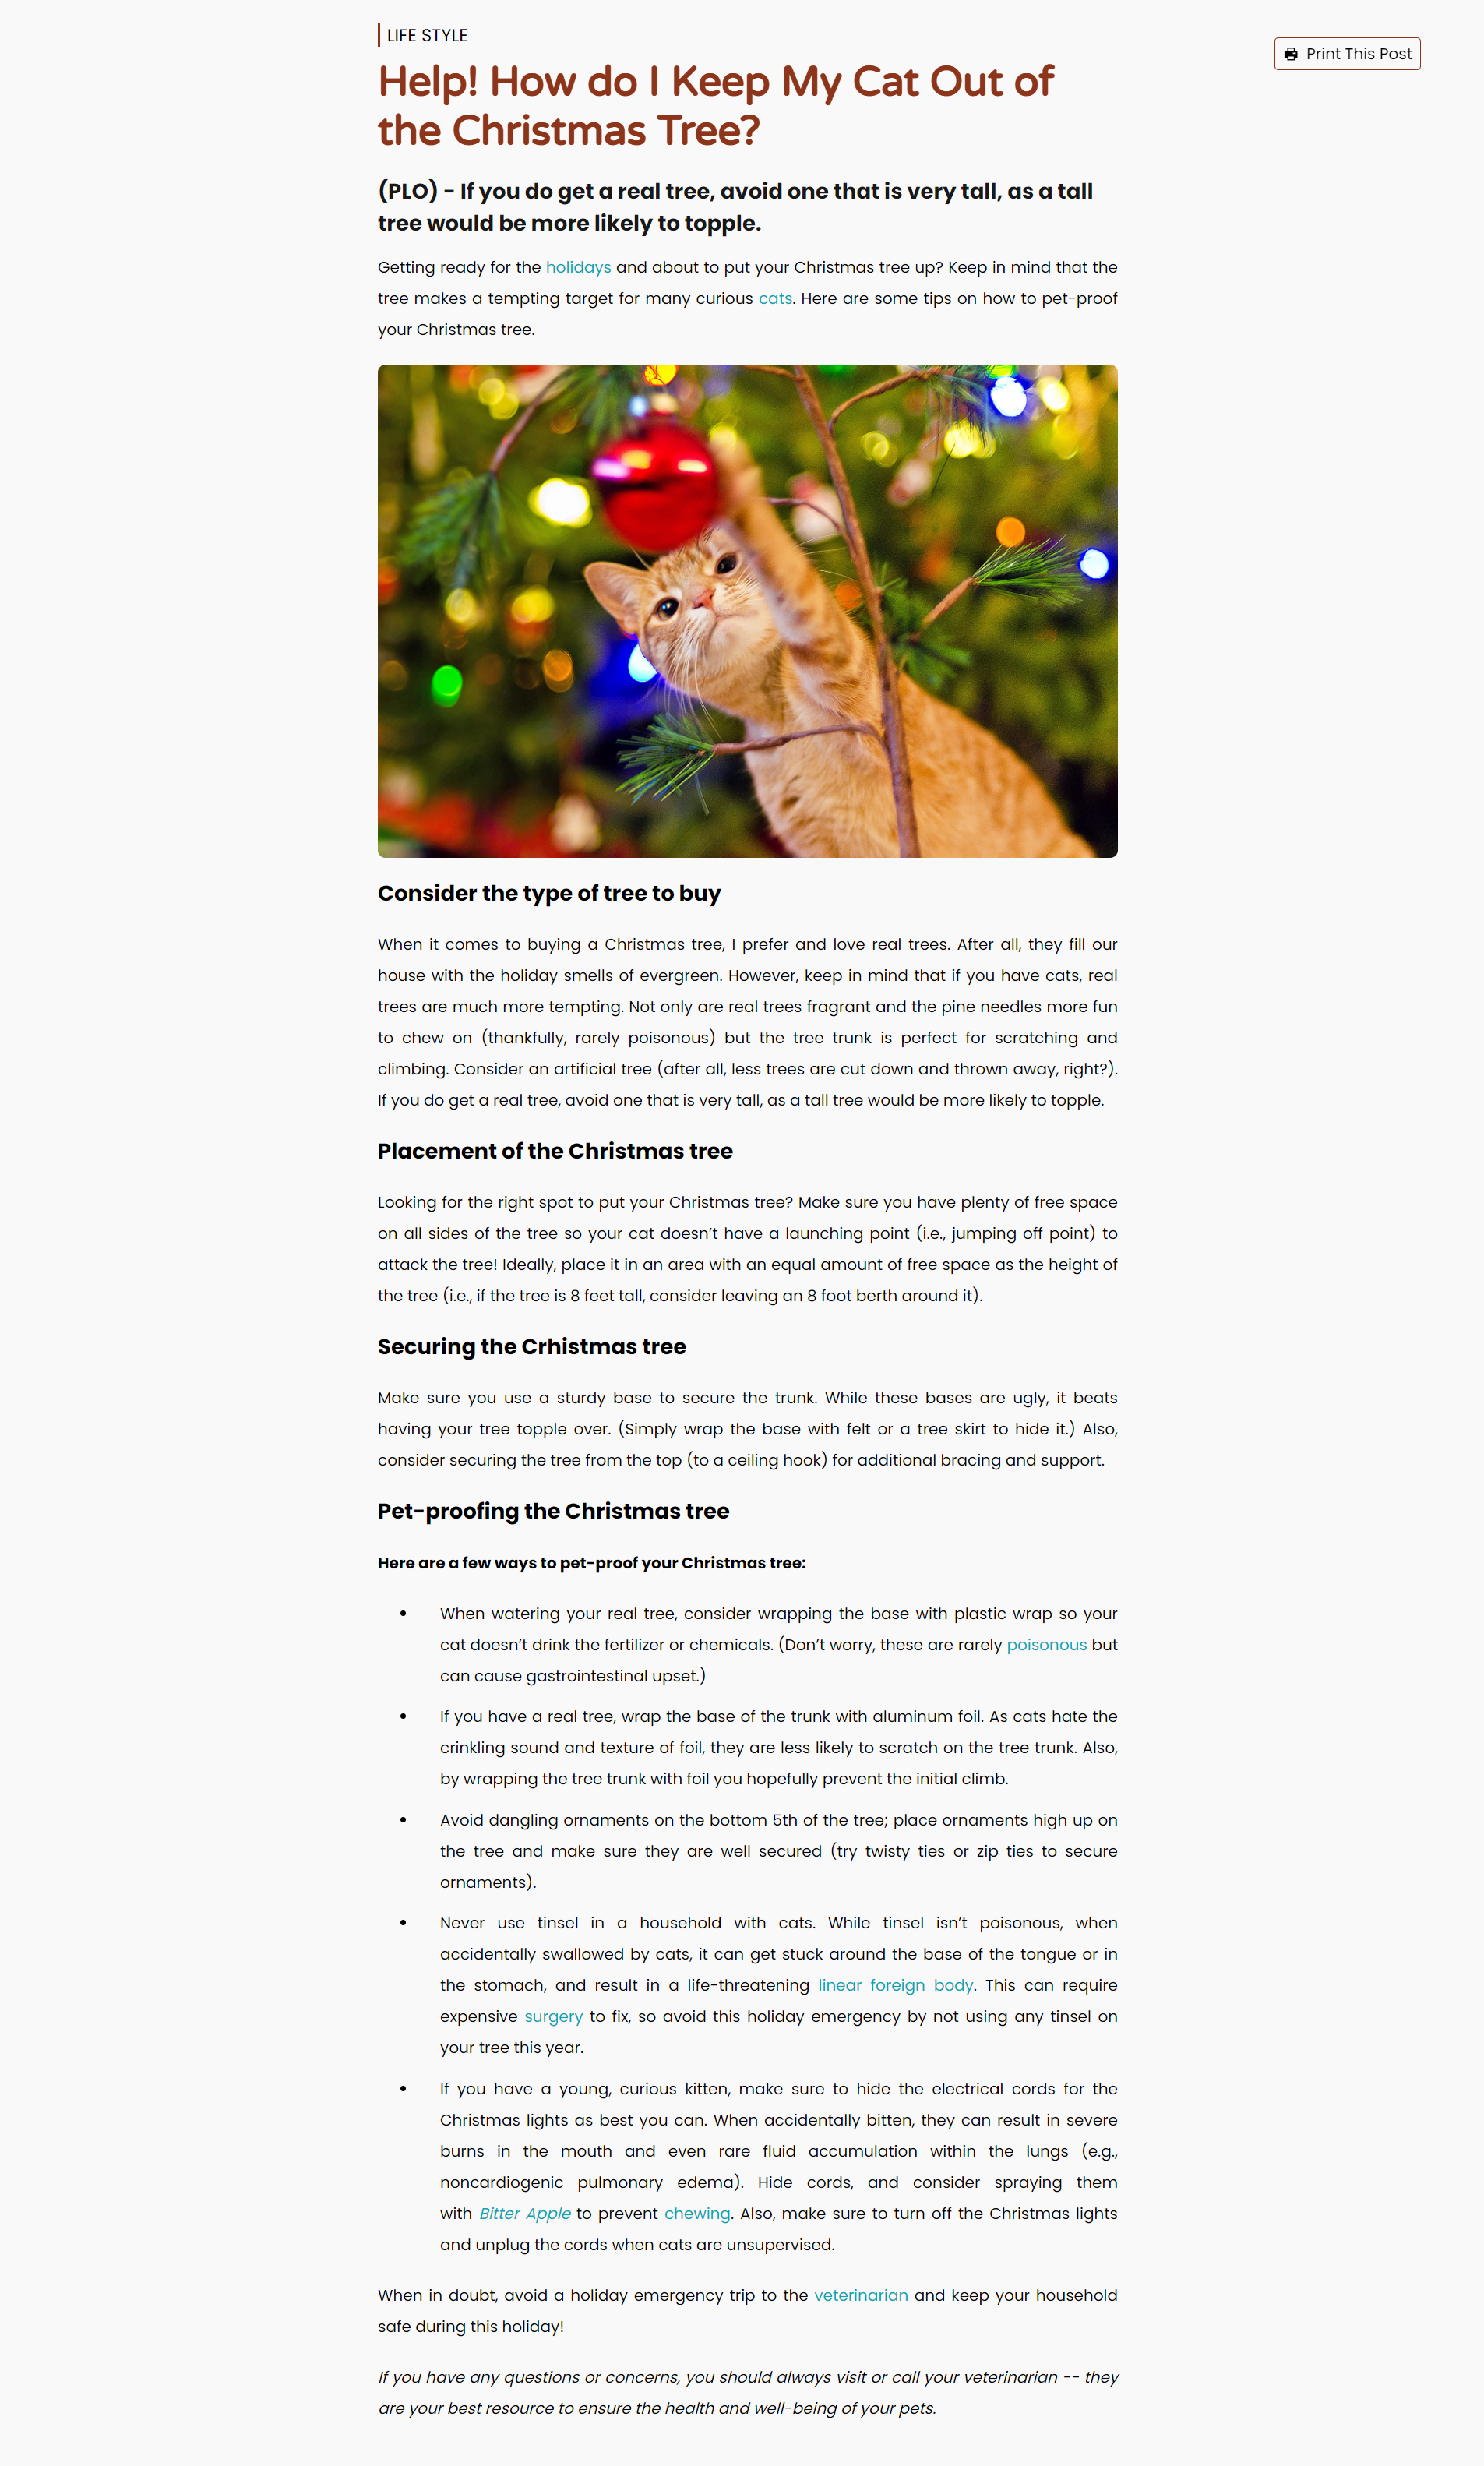 LIFE STYLE
Print This Post
Help! How do I Keep My Cat Out of
the Christmas Tree?
(PLO) - If you do get a real tree, avoid one that is very tall, as a tall
tree would be more likely to topple.
Getting ready for the holidays and about to put your Christmas tree up? Keep in mind that the
tree makes a tempting target for many curious cats. Here are some tips on how to pet-proof
your Christmas tree.
Consider the type of tree to buy
When it comes to buying a Christmas tree, I prefer and love real trees. After all, they fill our
house with the holiday smells of evergreen. However, keep in mind that if you have cats, real
trees are much more tempting. Not only are real trees fragrant and the pine needles more fun
to chew on (thankfully, rarely poisonous) but the tree trunk is perfect for scratching and
climbing. Consider an artificial tree (after all, less trees are cut down and thrown away, right?).
If you do get a real tree, avoid one that is very tall, as a tall tree would be more likely to topple.
Placement of the Christmas tree
Looking for the right spot to put your Christmas tree? Make sure you have plenty of free space
on all sides of the tree so your cat doesn’t have a launching point (i.e., jumping off point) to
attack the tree! Ideally, place it in an area with an equal amount of free space as the height of
the tree (i.e., if the tree is 8 feet tall, consider leaving an 8 foot berth around it).
Securing the Crhistmas tree
Make sure you use a sturdy base to secure the trunk. While these bases are ugly, it beats
having your tree topple over. (Simply wrap the base with felt or a tree skirt to hide it.) Also,
consider securing the tree from the top (to a ceiling hook) for additional bracing and support.
Pet-proofing the Christmas tree
Here are a few ways to pet-proof your Christmas tree:
• When watering your real tree, consider wrapping the base with plastic wrap so your
cat doesn’t drink the fertilizer or chemicals. (Don’t worry, these are rarely poisonous but
can cause gastrointestinal upset.)
• If you have a real tree, wrap the base of the trunk with aluminum foil. As cats hate the
crinkling sound and texture of foil, they are less likely to scratch on the tree trunk. Also,
by wrapping the tree trunk with foil you hopefully prevent the initial climb.
• Avoid dangling ornaments on the bottom 5th of the tree; place ornaments high up on
the tree and make sure they are well secured (try twisty ties or zip ties to secure
ornaments).
• Never use tinsel in a household with cats. While tinsel isn’t poisonous, when
accidentally swallowed by cats, it can get stuck around the base of the tongue or in
the stomach, and result in a life-threatening linear foreign body. This can require
expensive surgery to fix, so avoid this holiday emergency by not using any tinsel on
your tree this year.
• If you have a young, curious kitten, make sure to hide the electrical cords for the
Christmas lights as best you can. When accidentally bitten, they can result in severe
burns in the mouth and even rare fluid accumulation within the lungs (e.g.,
noncardiogenic pulmonary edema). Hide cords, and consider spraying them
with Bitter Apple to prevent chewing. Also, make sure to turn off the Christmas lights
and unplug the cords when cats are unsupervised.
When in doubt, avoid a holiday emergency trip to the veterinarian and keep your household
safe during this holiday!
If you have any questions or concerns, you should always visit or call your veterinarian -- they
are your best resource to ensure the health and well-being of your pets.